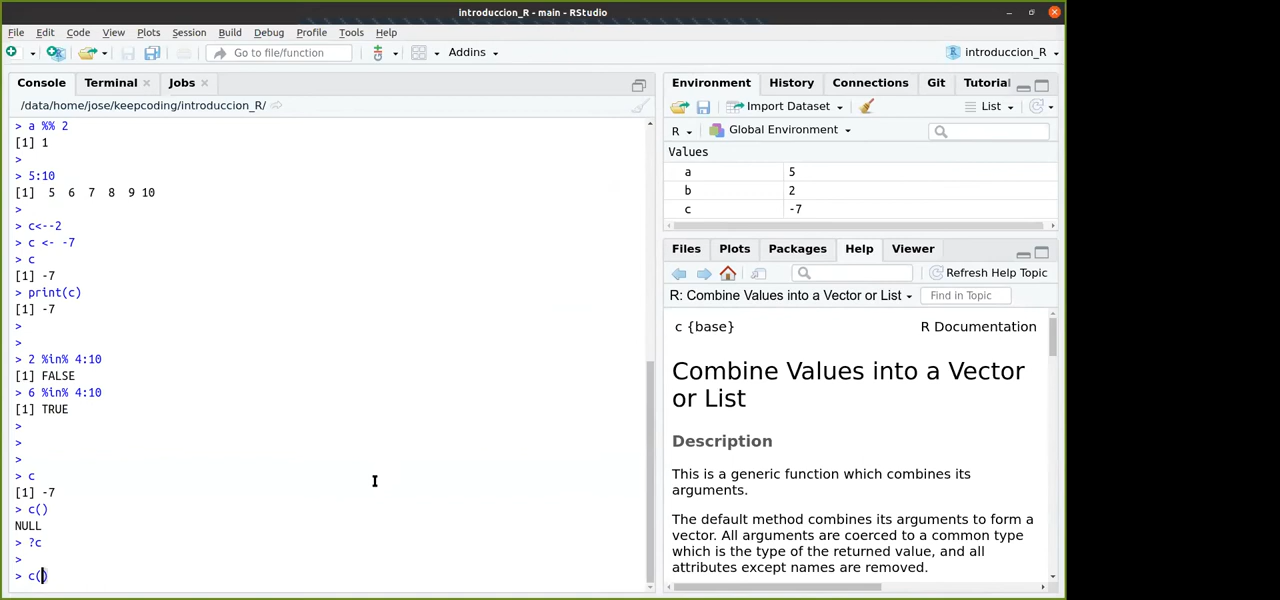 introduccion_R - main - RStudio
File Edit Code View Plots Session Build Debug Profile Tools Help
Go to file/function
Addins
introduccion_R
Console Terminal Jobs
/data/home/jose/keepcoding/introduccion_R/
> a %% 2
[1] 1
>
> 5:10
[1]  5  6  7  8  9 10
>
> c<--2
> c <- -7
> c
[1] -7
> print(c)
[1] -7
>
>
> 2 %in% 4:10
[1] FALSE
> 6 %in% 4:10
[1] TRUE
>
>
>
> c
[1] -7
> c()
NULL
> ?c
>
> c()
Environment History Connections Git Tutorial
Import Dataset
List
R
Global Environment
Values
a 5
b 2
c -7
Files Plots Packages Help Viewer
Refresh Help Topic
R: Combine Values into a Vector or List
Find in Topic
c {base} R Documentation
Combine Values into a Vector
or List
Description
This is a generic function which combines its
arguments.
The default method combines its arguments to form a
vector. All arguments are coerced to a common type
which is the type of the returned value, and all
attributes except names are removed.